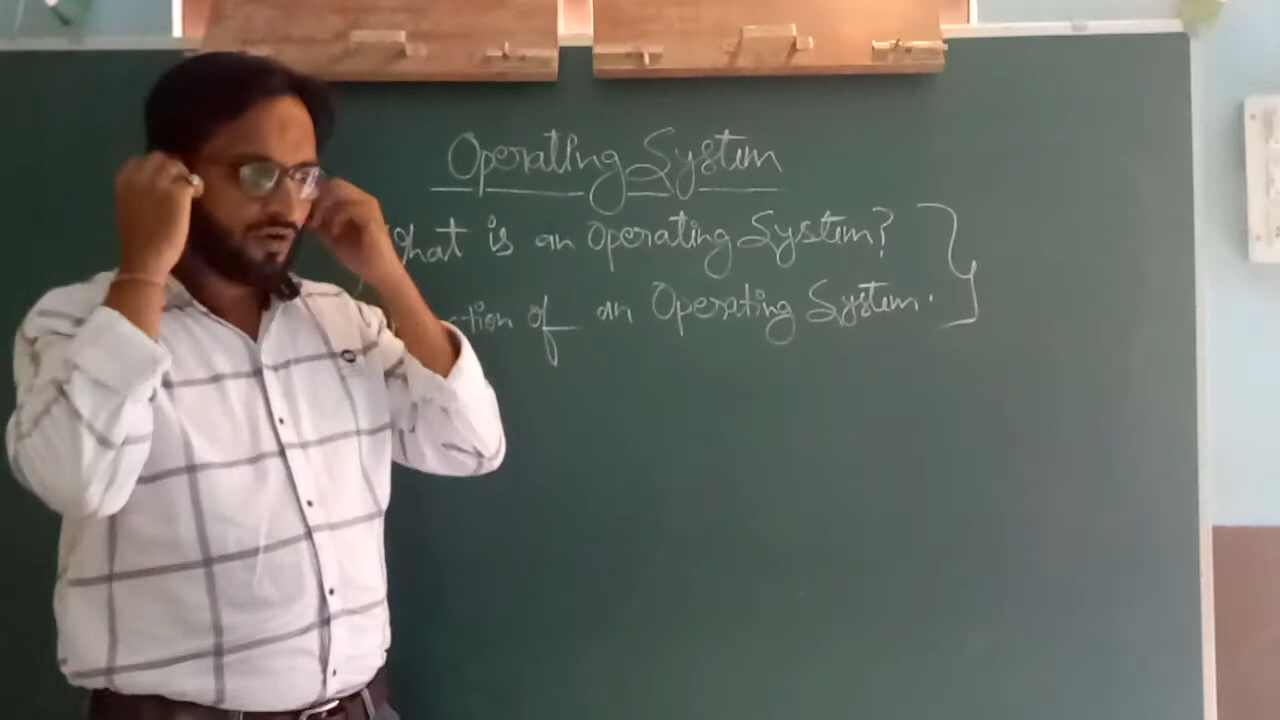 Operating System
What is an Operating System?
of an Operating System.